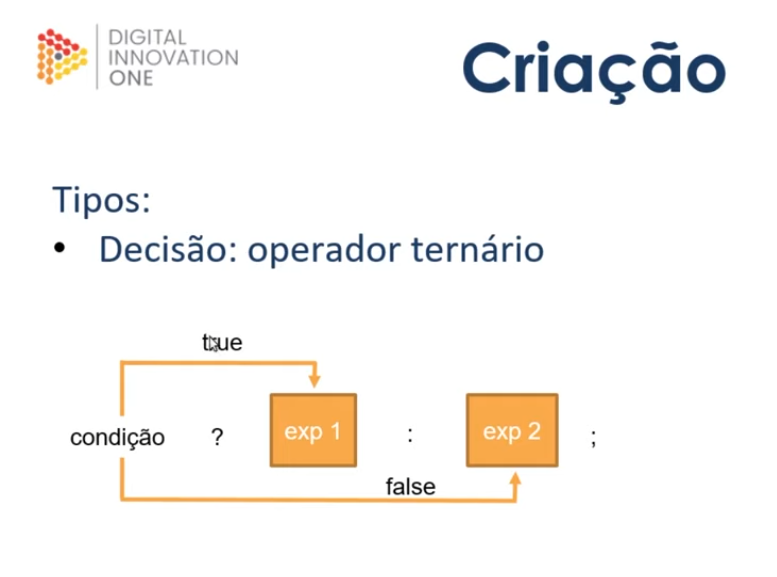 DIGITAL
INNOVATION
ONE
Criação
Tipos:
• Decisão: operador ternário
true
condição ? exp 1 : exp 2 ;
false